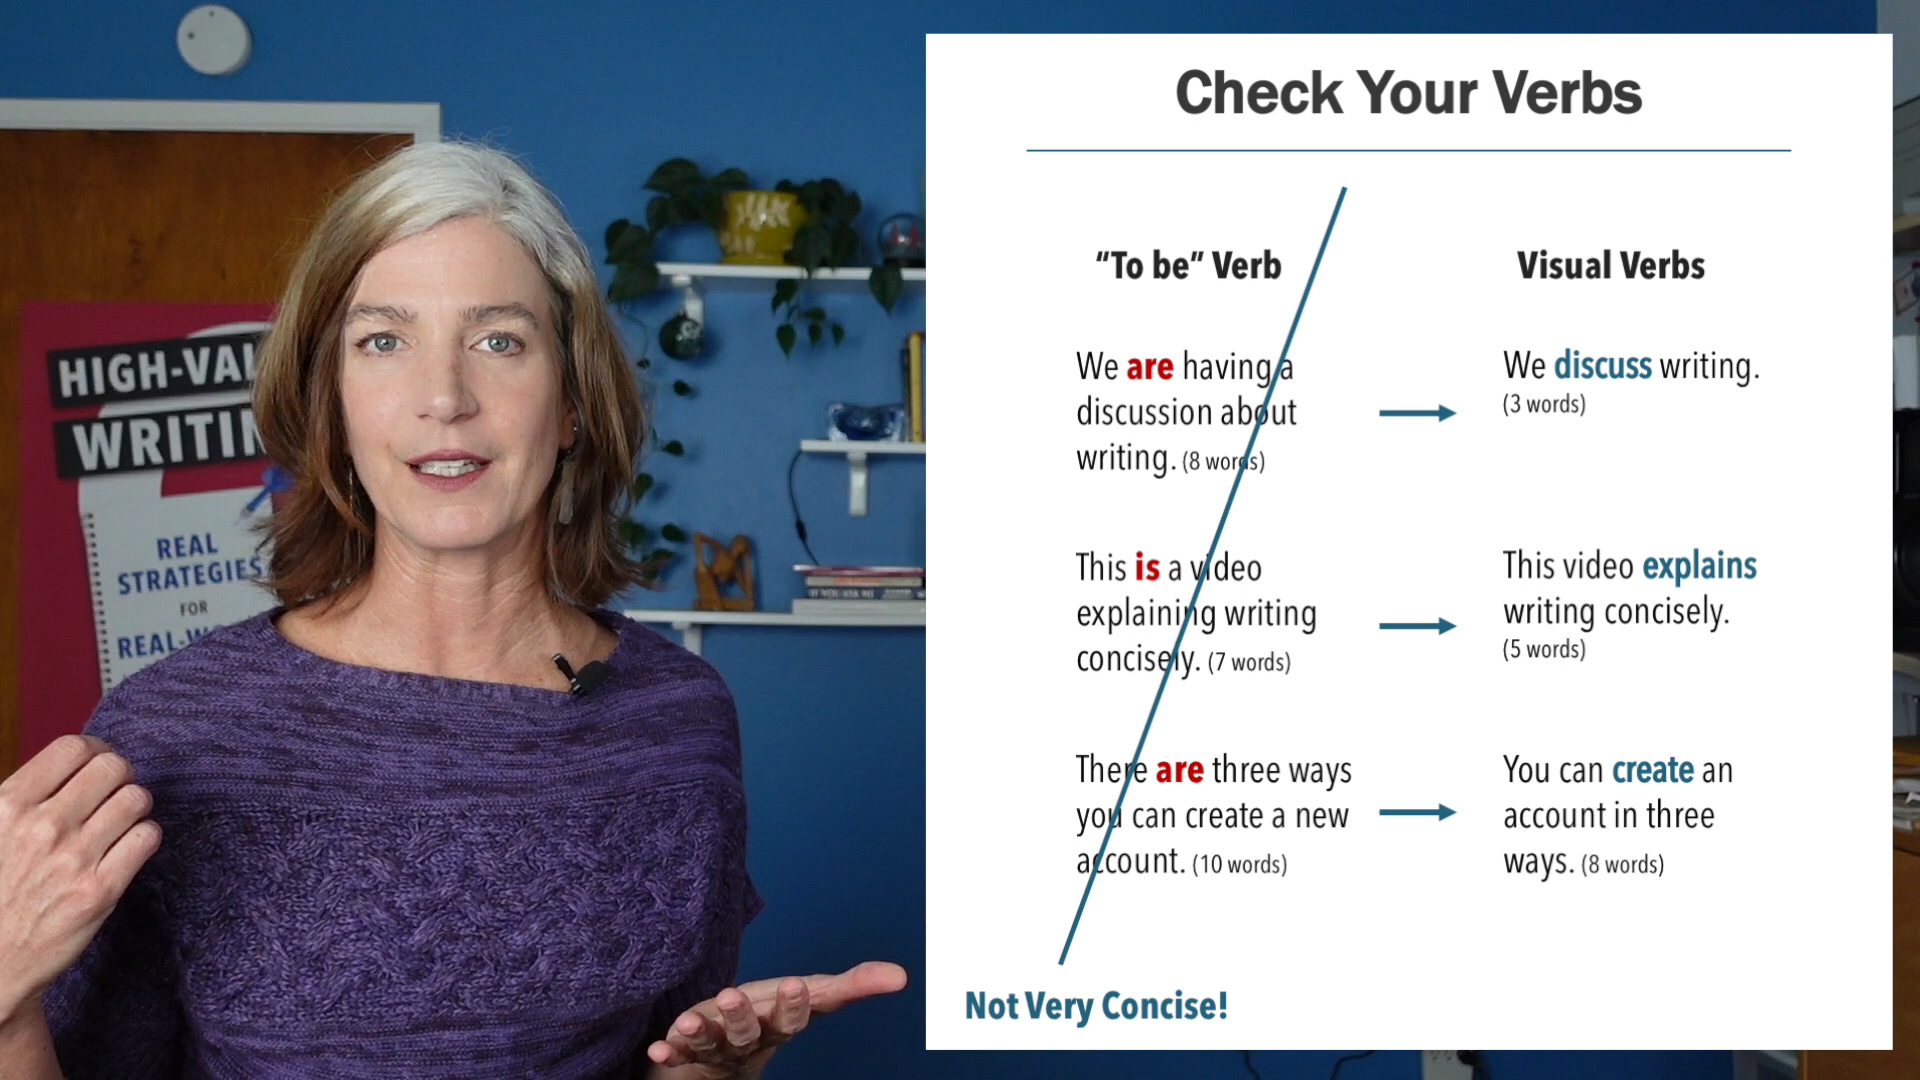 HIGH-VAL
WRITIN
REAL
STRATEGIES
FOR
REAL-WO
Check Your Verbs
“To be” Verb
Visual Verbs
We are having a
discussion about
writing. (8 words)
We discuss writing.
(3 words)
This is a video
explaining writing
concisely. (7 words)
This video explains
writing concisely.
(5 words)
There are three ways
you can create a new
account. (10 words)
You can create an
account in three
ways. (8 words)
Not Very Concise!